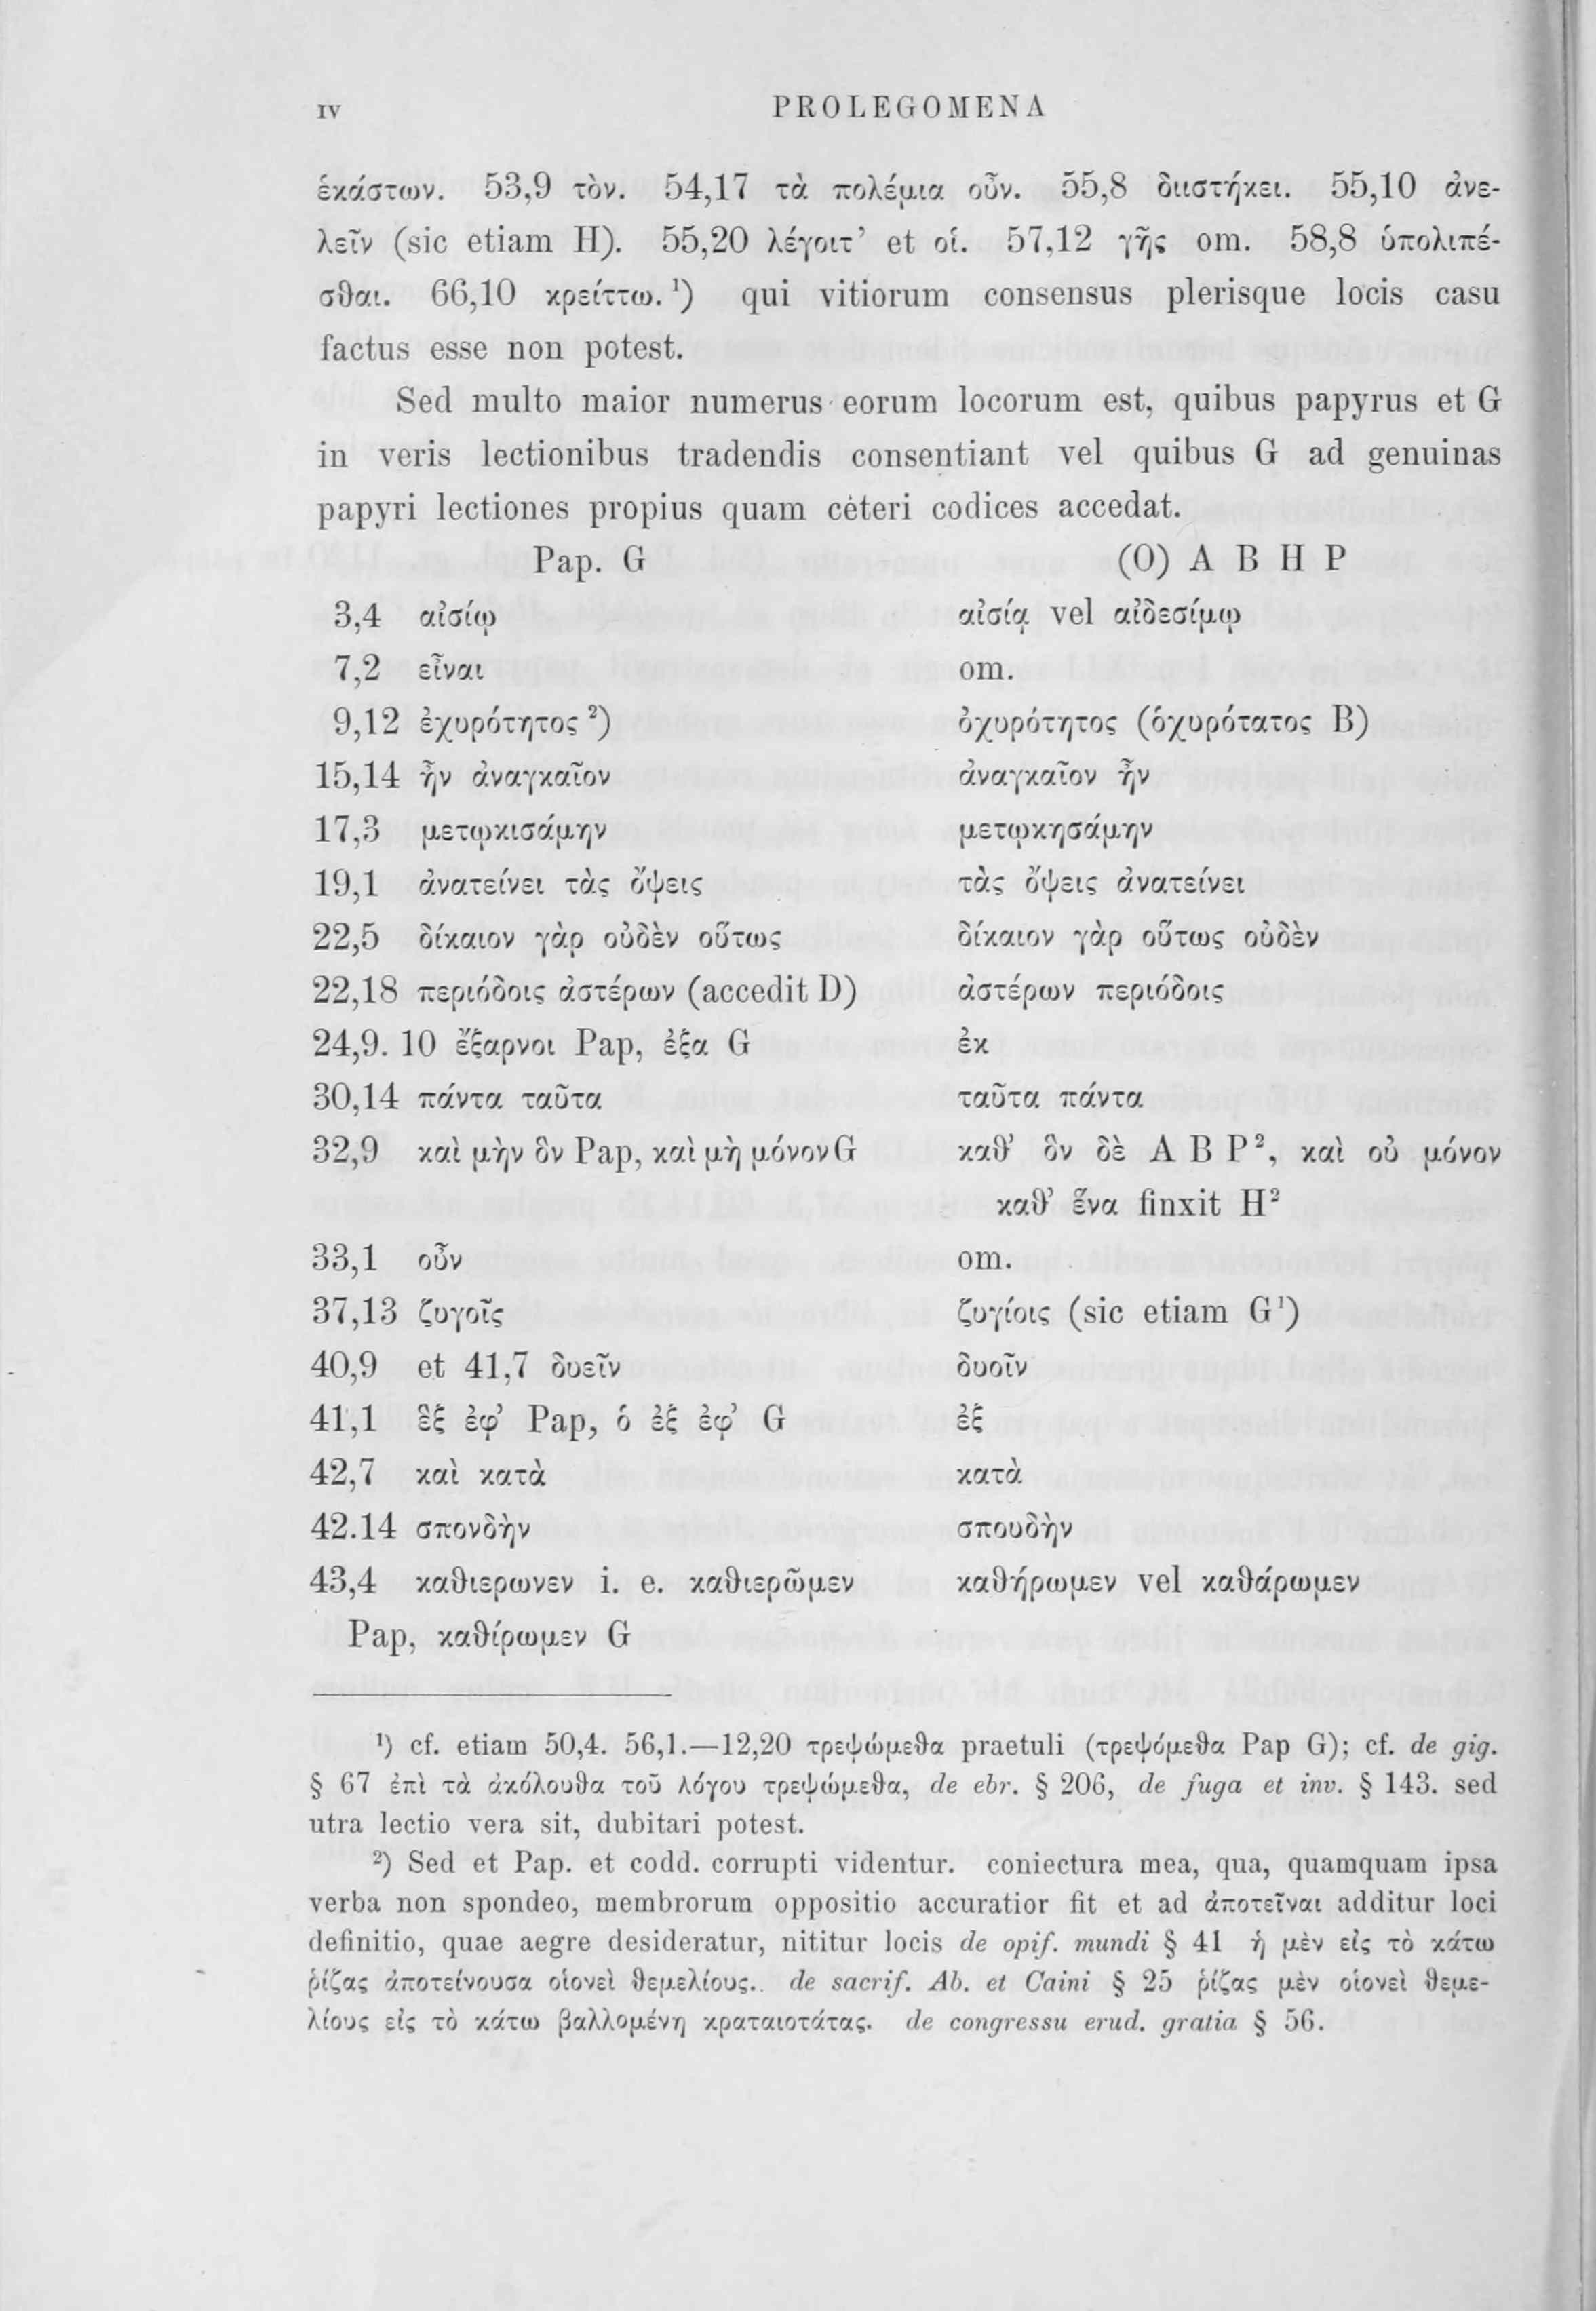 IV PROLEGOMENA
ἑκάστων. 53,9 τὸν. 54,17 τὰ πολέμια οὖν. 55,8 διιστήκει. 55,10 ἀνε-
λεῖν (sic etiam H). 55,20 λέγοιτ’ et οἱ. 57,12 γῆς om. 58,8 ὑπολιπέ-
σθαι. 66,10 κρείττω. ¹) qui vitiorum consensus plerisque locis casu
factus esse non potest.
Sed multo maior numerus eorum locorum est, quibus papyrus et G
in veris lectionibus tradendis consentiant vel quibus G ad genuinas
papyri lectiones propius quam ceteri codices accedat.
Pap. G (O) A B H P
3,4 αἰσίῳ αἰσίᾳ vel αἰδεσίμῳ
7,2 εἶναι om.
9,12 ἐχυρότητος ²) ὀχυρότητος (ὀχυρότατος B)
15,14 ἦν ἀναγκαῖον ἀναγκαῖον ἦν
17,3 μετῳκισάμην μετῳκησάμην
19,1 ἀνατείνει τὰς ὄψεις τὰς ὄψεις ἀνατείνει
22,5 δίκαιον γὰρ οὐδὲν οὕτως δίκαιον γὰρ οὕτως οὐδὲν
22,18 περιόδοις ἀστέρων (accedit D) ἀστέρων περιόδοις
24,9. 10 ἔξαρνοι Pap, ἐξα G ἐκ
30,14 πάντα ταῦτα ταῦτα πάντα
32,9 καὶ μὴν ὃν Pap, καὶ μὴ μόνον G καθ’ ὃν δὲ A B P², καὶ οὐ μόνον
καθ’ ἕνα finxit H²
33,1 οὖν om.
37,13 ζυγοῖς ζυγίοις (sic etiam G¹)
40,9 et 41,7 δυεῖν δυοῖν
41,1 ἓξ ἐφ’ Pap, ὁ ἐξ ἐφ’ G ἐξ
42,7 καὶ κατὰ κατὰ
42.14 σπονδὴν σπουδὴν
43,4 καθιερωνεν i. e. καθιερῶμεν καθήρωμεν vel καθάρωμεν
Pap, καθίρωμεν G
¹) cf. etiam 50,4. 56,1.—12,20 τρεψώμεθα praetuli (τρεψόμεθα Pap G); cf. de gig.
§ 67 ἐπὶ τὰ ἀκόλουθα τοῦ λόγου τρεψώμεθα, de ebr. § 206, de fuga et inv. § 143. sed
utra lectio vera sit, dubitari potest.
²) Sed et Pap. et codd. corrupti videntur. coniectura mea, qua, quamquam ipsa
verba non spondeo, membrorum oppositio accuratior fit et ad ἀποτεῖναι additur loci
definitio, quae aegre desideratur, nititur locis de opif. mundi § 41 ἡ μὲν εἰς τὸ κάτω
ῥίζας ἀποτείνουσα οἱονεὶ θεμελίους. de sacrif. Ab. et Caini § 25 ῥίζας μὲν οἱονεὶ θεμε-
λίους εἰς τὸ κάτω βαλλομένη κραταιοτάτας. de congressu erud. gratia § 56.